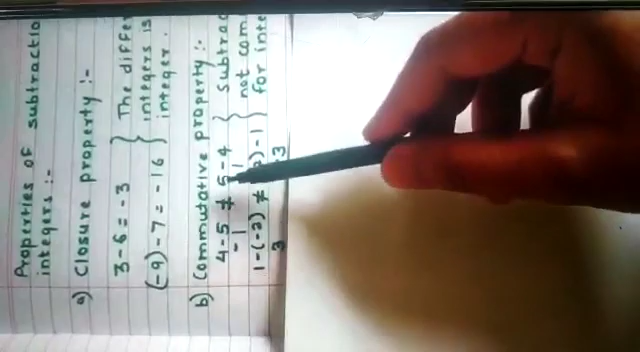 Properties of subtractio
integers :-
a) Closure property :-
3-6 = -3 } The differ
(-9)-7 = -16 } integers is
integer.
b) Commutative property :-
4-5 ≠ 5-4 } subtrac
-1 1 not com
1-(-2) ≠ )-1 } for inte
3 -3